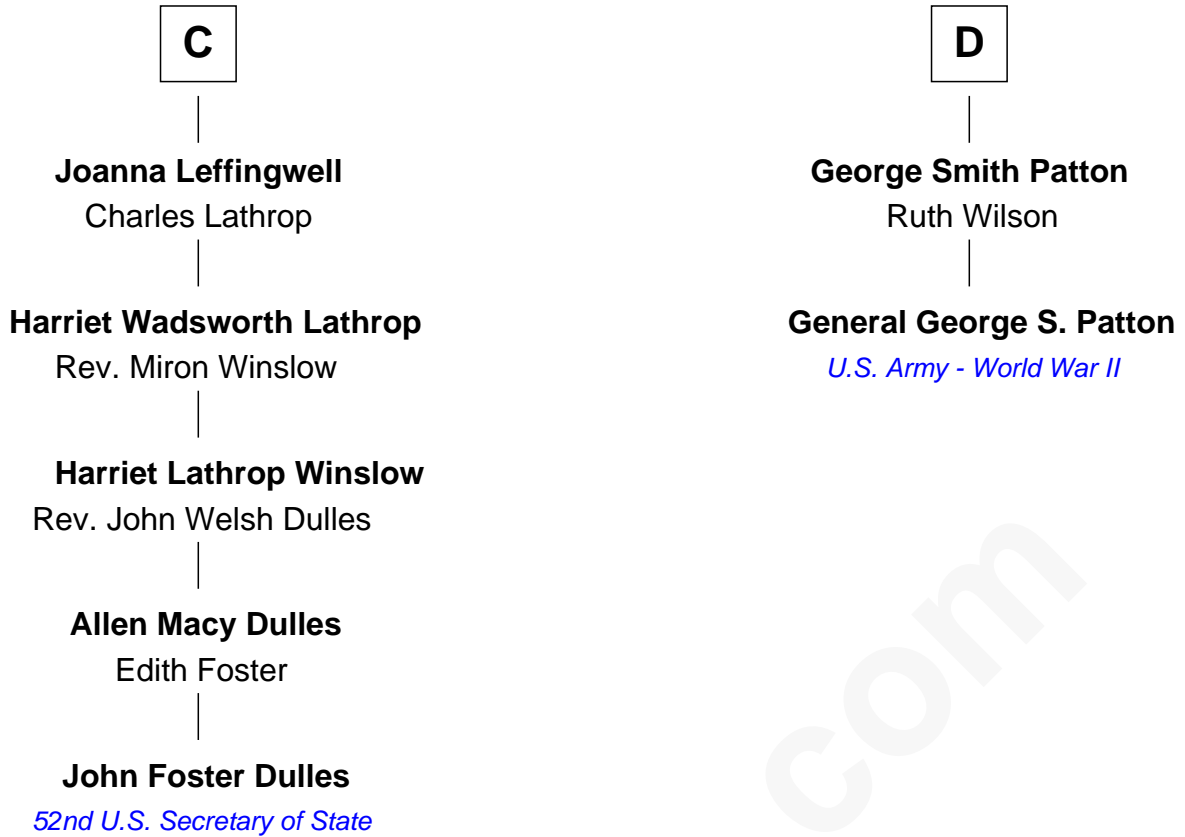 C
Joanna Leffingwell
Charles Lathrop
Harriet Wadsworth Lathrop
Rev. Miron Winslow
Harriet Lathrop Winslow
Rev. John Welsh Dulles
Allen Macy Dulles
Edith Foster
John Foster Dulles
52nd U.S. Secretary of State
D
George Smith Patton
Ruth Wilson
General George S. Patton
U.S. Army - World War II
com